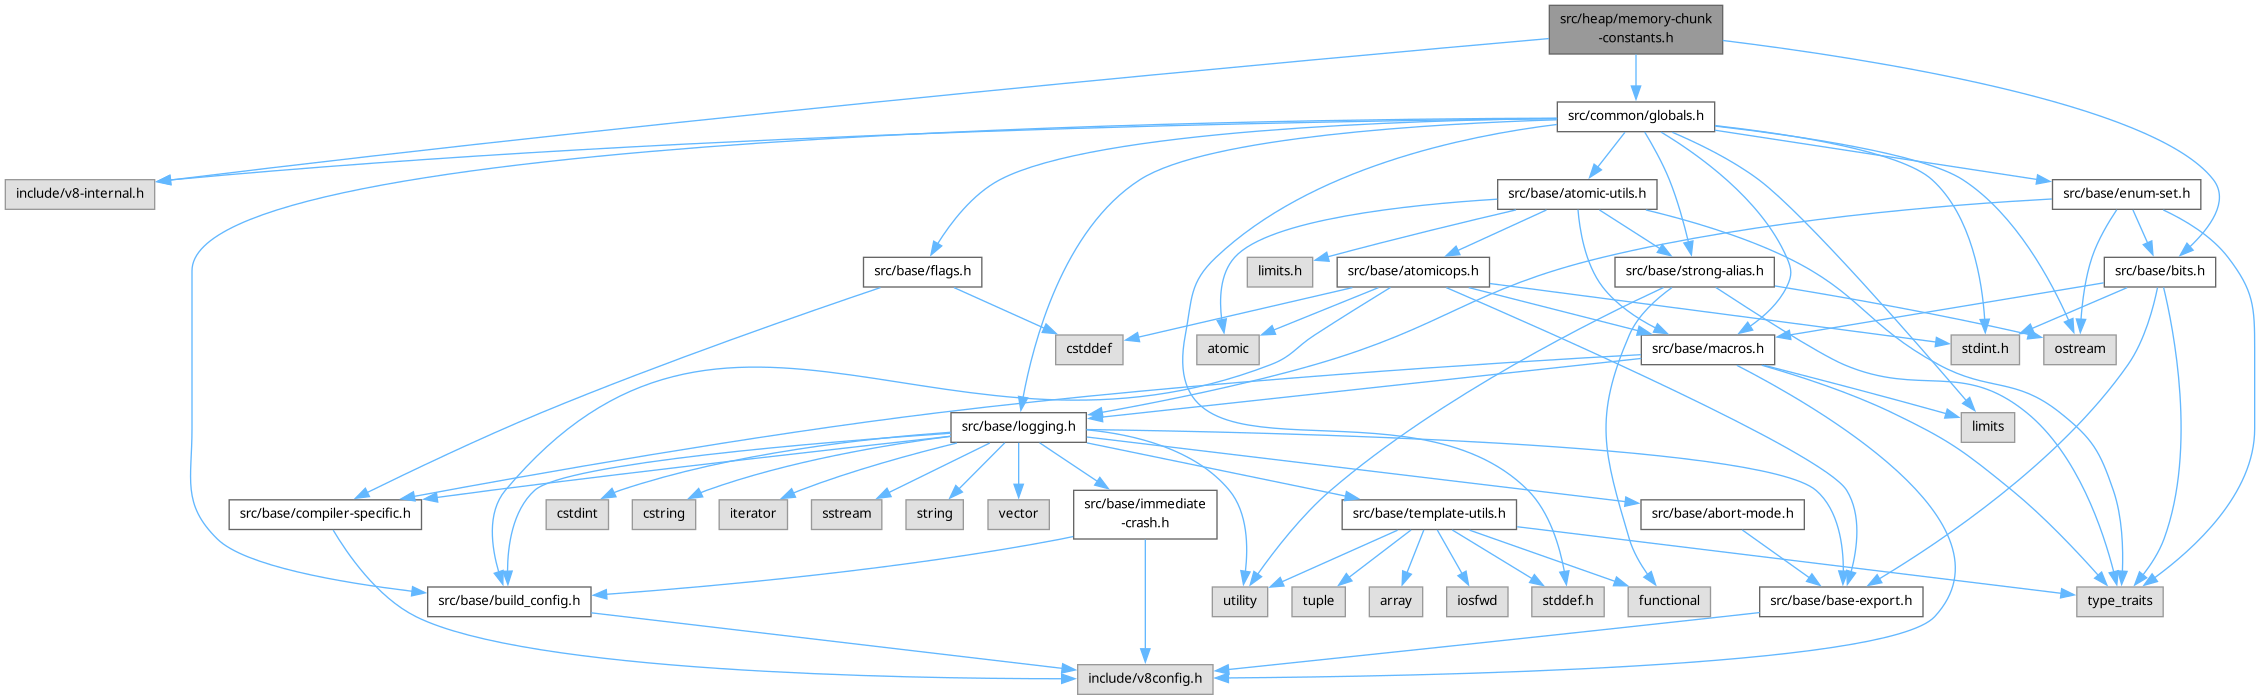 src/heap/memory-chunk
-constants.h
src/common/globals.h
include/v8-internal.h
src/base/atomic-utils.h
src/base/enum-set.h
src/base/flags.h
limits.h
src/base/atomicops.h
src/base/strong-alias.h
src/base/bits.h
cstddef
atomic
src/base/macros.h
stdint.h
ostream
src/base/logging.h
limits
src/base/compiler-specific.h
cstdint
cstring
iterator
sstream
string
vector
src/base/immediate
-crash.h
src/base/template-utils.h
src/base/abort-mode.h
src/base/build_config.h
utility
tuple
array
iosfwd
stddef.h
functional
src/base/base-export.h
type_traits
include/v8config.h